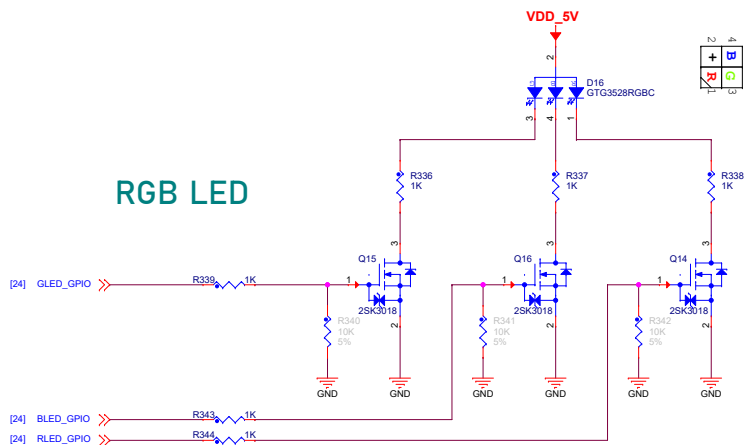 VDD_5V
2
D16
GTG3528RGBC
3
4
1
4 B G 3
2 + R 1
R336
1K
R337
1K
R338
1K
RGB LED
3
3
3
Q15
Q16
Q14
[24] GLED_GPIO
R339
1K
1
1
1
2SK3018
2SK3018
2SK3018
R340
10K
5%
R341
10K
5%
R342
10K
5%
2
2
2
GND
GND
GND
GND
GND
GND
[24] BLED_GPIO
R343
1K
[24] RLED_GPIO
R344
1K